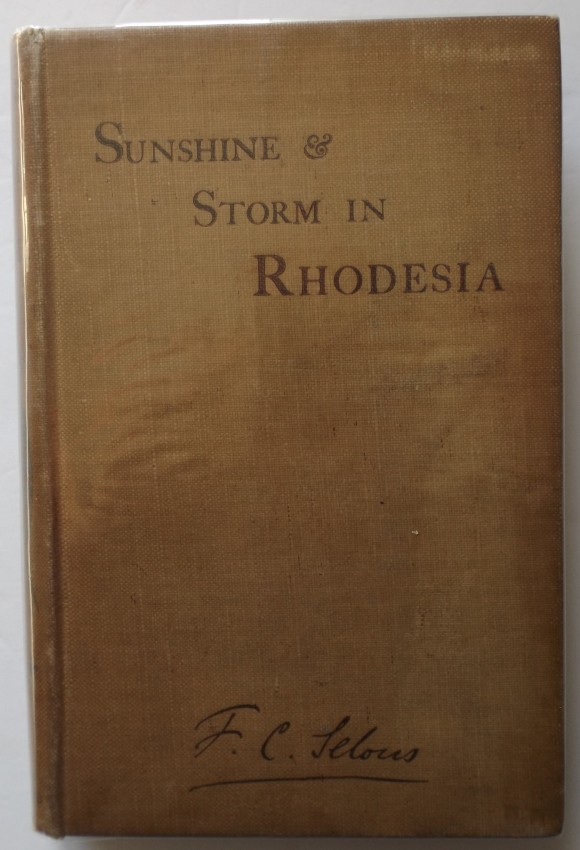 SUNSHINE &
STORM IN
RHODESIA
F. C. Selous